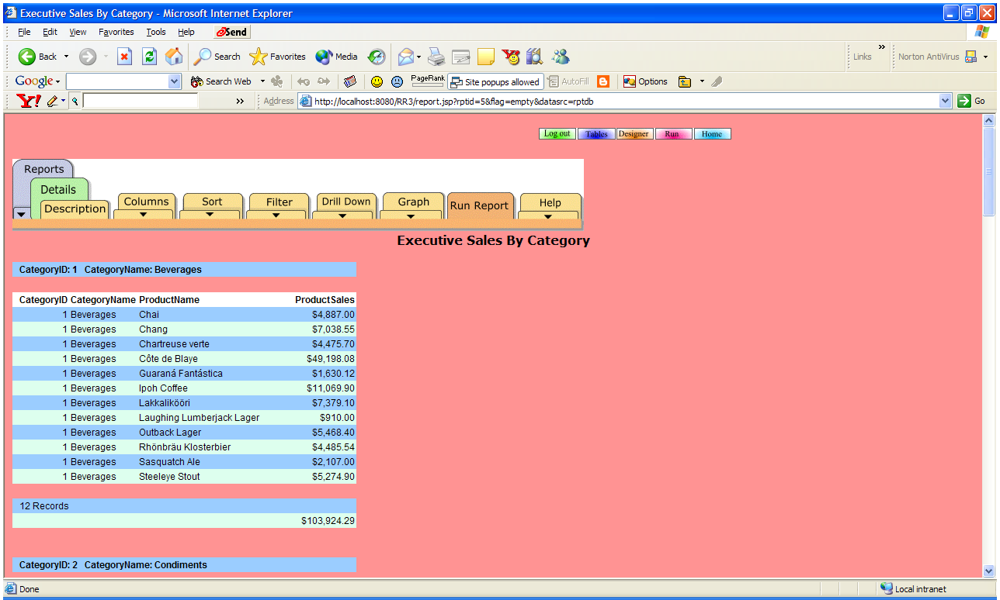 Executive Sales By Category - Microsoft Internet Explorer
File Edit View Favorites Tools Help eSend
Back Search Favorites Media Links » Norton AntiVirus
Google Search Web PageRank Site popups allowed AutoFill Options
Y! » Address http://localhost:8080/RR3/report.jsp?rptid=5&flag=empty&datasrc=rptdb Go
Log out Tables Designer Run Home
Reports
Details
Description Columns Sort Filter Drill Down Graph Run Report Help
Executive Sales By Category
CategoryID: 1 CategoryName: Beverages
CategoryID CategoryName ProductName ProductSales
1 Beverages Chai $4,887.00
1 Beverages Chang $7,038.55
1 Beverages Chartreuse verte $4,475.70
1 Beverages Côte de Blaye $49,198.08
1 Beverages Guaraná Fantástica $1,630.12
1 Beverages Ipoh Coffee $11,069.90
1 Beverages Lakkalikööri $7,379.10
1 Beverages Laughing Lumberjack Lager $910.00
1 Beverages Outback Lager $5,468.40
1 Beverages Rhönbräu Klosterbier $4,485.54
1 Beverages Sasquatch Ale $2,107.00
1 Beverages Steeleye Stout $5,274.90
12 Records
$103,924.29
CategoryID: 2 CategoryName: Condiments
Done Local intranet